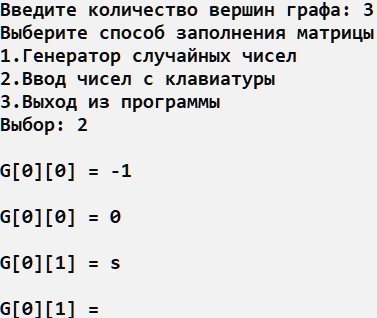 Введите количество вершин графа: 3
Выберите способ заполнения матрицы
1.Генератор случайных чисел
2.Ввод чисел с клавиатуры
3.Выход из программы
Выбор: 2
G[0][0] = -1
G[0][0] = 0
G[0][1] = s
G[0][1] =